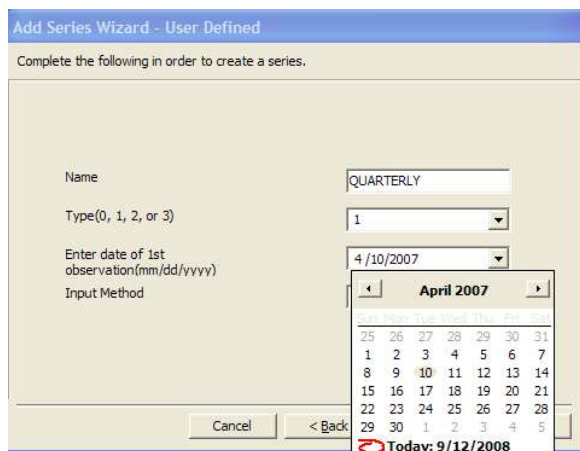 Add Series Wizard - User Defined
Complete the following in order to create a series.
Name QUARTERLY
Type(0, 1, 2, or 3) 1
Enter date of 1st
observation(mm/dd/yyyy) 4 /10/2007
Input Method
April 2007
Sun Mon Tue Wed Thu Fri Sat
25 26 27 28 29 30 31
1 2 3 4 5 6 7
8 9 10 11 12 13 14
15 16 17 18 19 20 21
22 23 24 25 26 27 28
29 30 1 2 3 4 5
Today: 9/12/2008
Cancel < Back